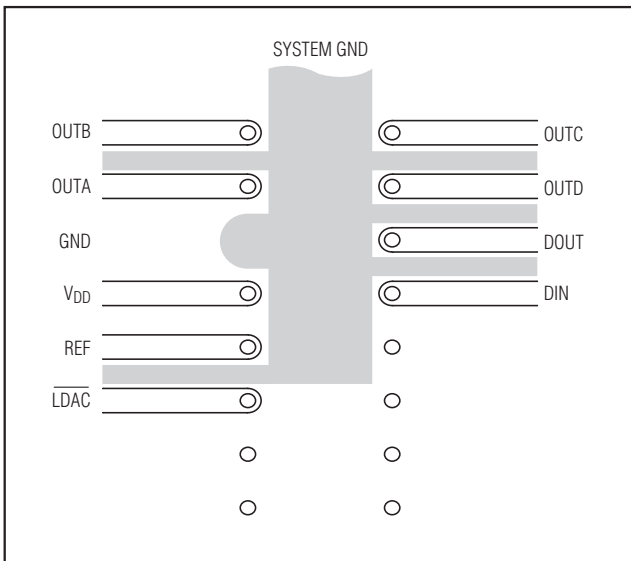 SYSTEM GND
OUTB
OUTC
OUTA
OUTD
GND
DOUT
VDD
DIN
REF
LDAC